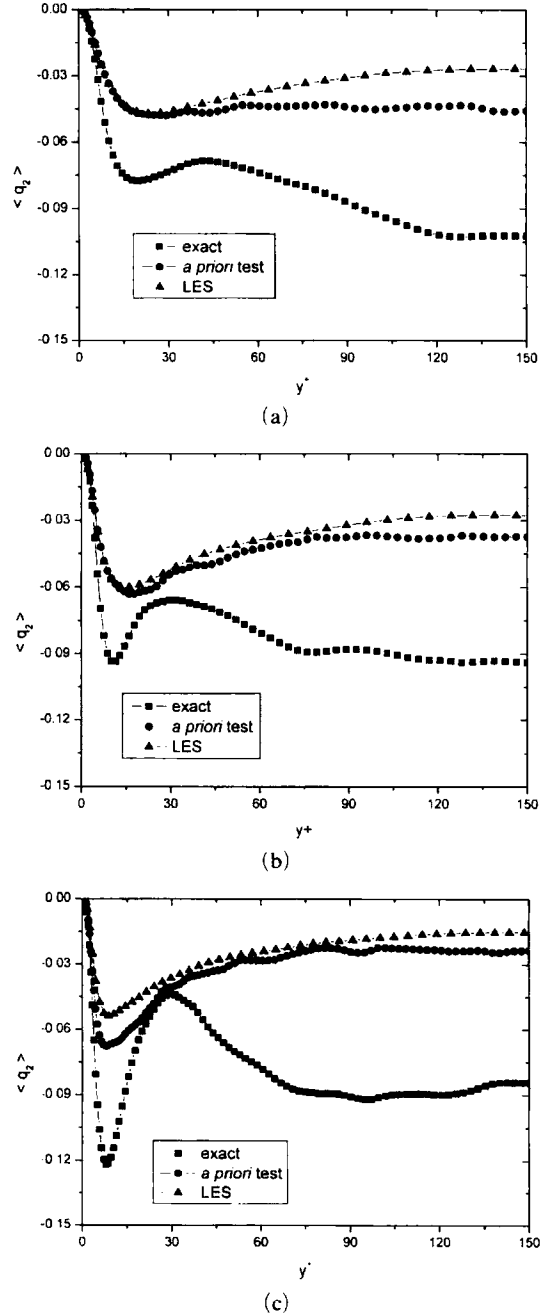 0.00
-0.03
-0.06
-0.09
-0.12
-0.15
< q₂ >
exact
a priori test
LES
0 30 60 90 120 150
y⁺
(a)
0.00
-0.03
-0.06
-0.09
-0.12
-0.15
< q₂ >
exact
a priori test
LES
0 30 60 90 120 150
y+
(b)
0.00
-0.03
-0.06
-0.09
-0.12
-0.15
< q₂ >
exact
a priori test
LES
0 30 60 90 120 150
y⁺
(c)